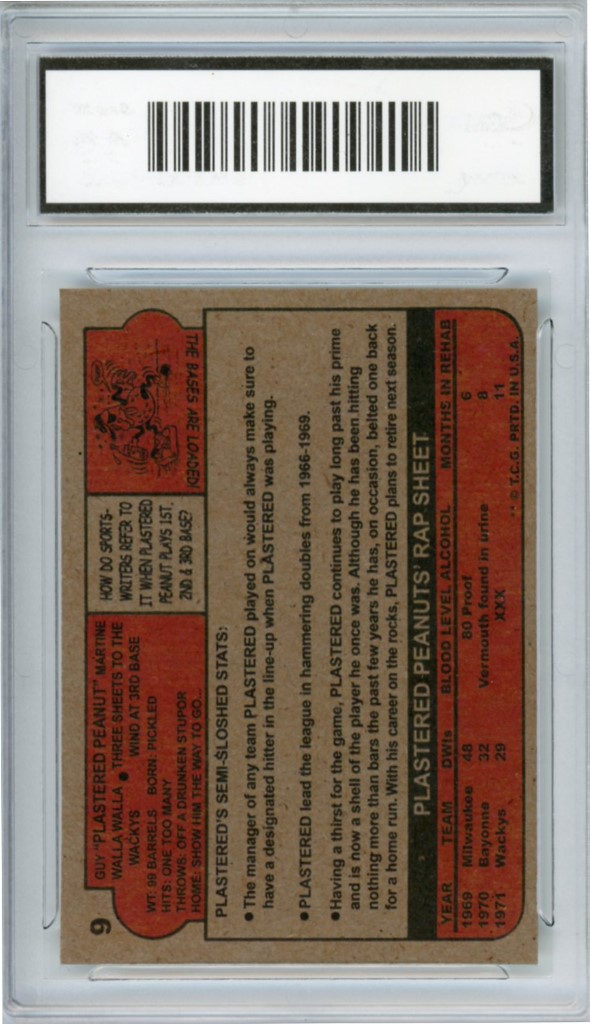 9
GUY "PLASTERED PEANUT" MARTINE
WALLA WALLA ● THREE SHEETS TO THE
WACKYS WIND AT 3RD BASE
WT: 99 BARRELS BORN: PICKLED
HITS: ONE TOO MANY
THROWS: OFF A DRUNKEN STUPOR
HOME: SHOW HIM THE WAY TO GO...
HOW DO SPORTS-
WRITERS REFER TO
IT WHEN PLASTERED
PEANUT PLAYS 1ST,
2ND & 3RD BASE?
THE BASES ARE LOADED!
PLASTERED'S SEMI-SLOSHED STATS:
● The manager of any team PLASTERED played on would always make sure to
have a designated hitter in the line-up when PLASTERED was playing.
● PLASTERED lead the league in hammering doubles from 1966-1969.
● Having a thirst for the game, PLASTERED continues to play long past his prime
and is now a shell of the player he once was. Although he has been hitting
nothing more than bars the past few years he has, on occasion, belted one back
for a home run. With his career on the rocks, PLASTERED plans to retire next season.
PLASTERED PEANUTS' RAP SHEET
YEAR TEAM DWIs BLOOD LEVEL ALCOHOL MONTHS IN REHAB
1969 Milwaukee 48 80 Proof 6
1970 Bayonne 32 Vermouth found in urine 8
1971 Wackys 29 XXX 11
** © T.C.G. PRTD. IN U.S.A.